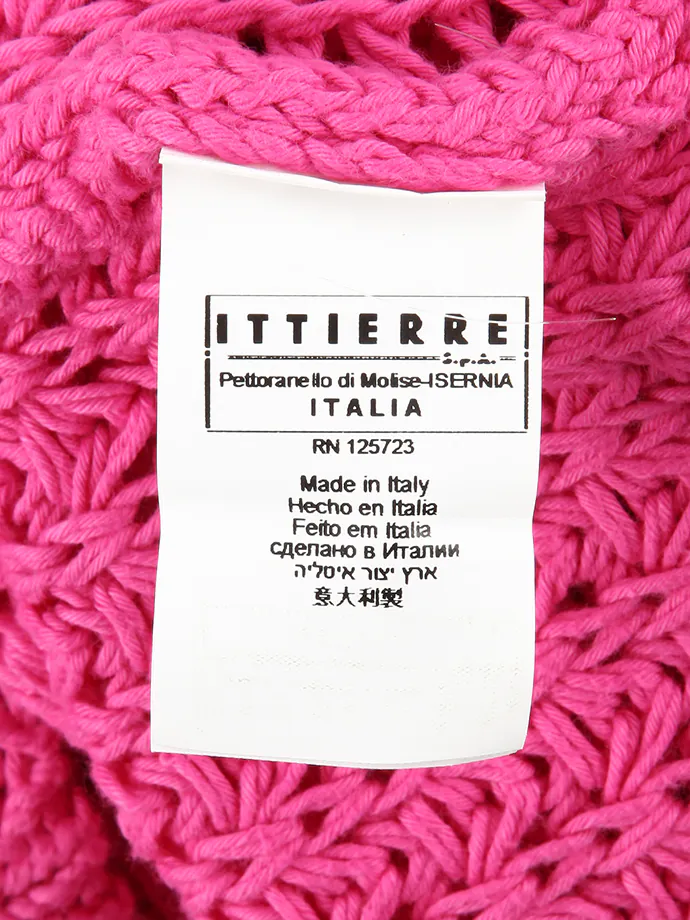 ITTIERRE
s.p.a.
Pettoranello di Molise-ISERNIA
ITALIA
RN 125723
Made in Italy
Hecho en Italia
Feito em Italia
сделано в Италии
ארץ יצור איטליה
意大利製